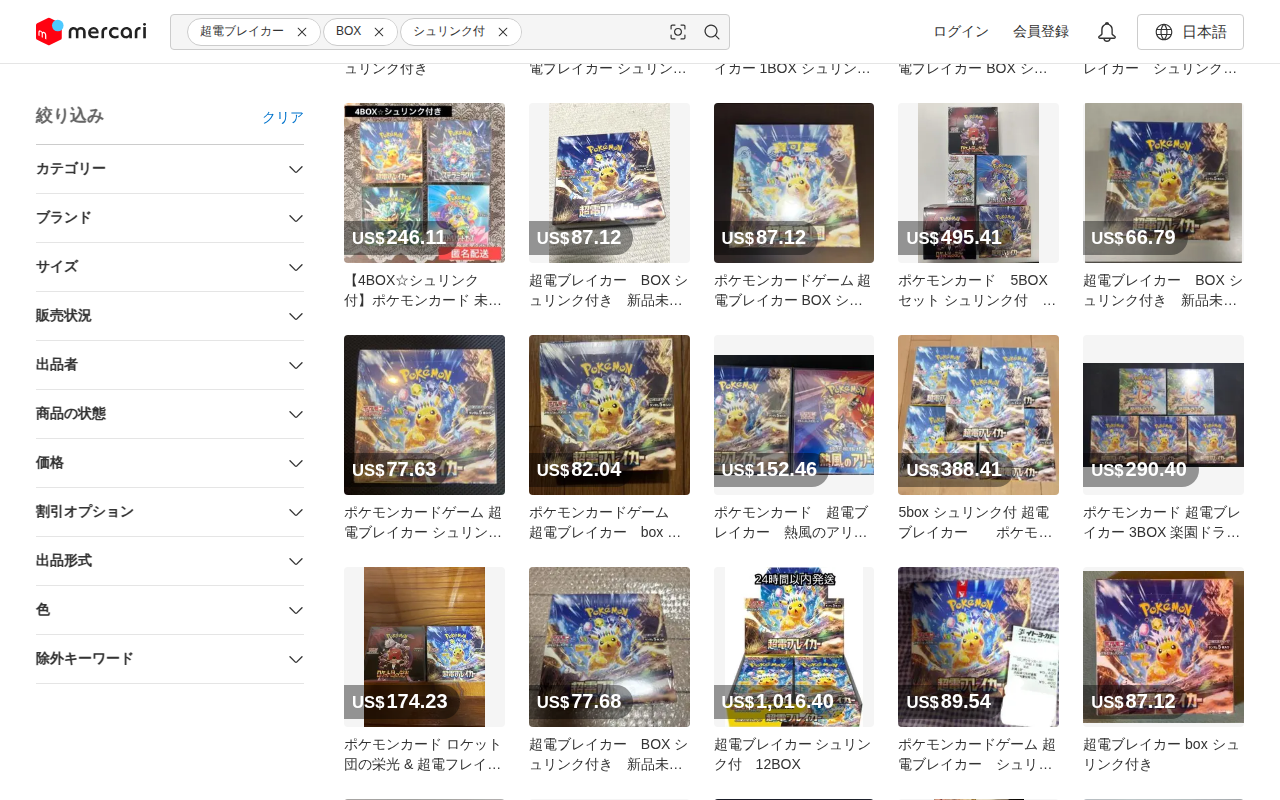 mercari
超電ブレイカー
BOX
シュリンク付
ログイン
会員登録
日本語
ュリンク付き
電ブレイカー シュリン…
イカー 1BOX シュリン…
電ブレイカー BOX シ…
レイカー　シュリンク…
絞り込み
クリア
カテゴリー
ブランド
サイズ
販売状況
出品者
商品の状態
価格
割引オプション
出品形式
色
除外キーワード
4BOX☆シュリンク付き
匿名配送
US$246.11
US$87.12
US$87.12
US$495.41
US$66.79
【4BOX☆シュリンク
付】ポケモンカード 未…
超電ブレイカー　BOX シ
ュリンク付き　新品未…
ポケモンカードゲーム 超
電ブレイカー BOX シ…
ポケモンカード　5BOX
セット シュリンク付　…
超電ブレイカー　BOX シ
ュリンク付き　新品未…
US$77.63
US$82.04
US$152.46
US$388.41
US$290.40
ポケモンカードゲーム 超
電ブレイカー シュリン…
ポケモンカードゲーム
超電ブレイカー　box …
ポケモンカード　超電ブ
レイカー　熱風のアリ…
5box シュリンク付 超電
ブレイカー　　ポケモ…
ポケモンカード 超電ブレ
イカー 3BOX 楽園ドラ…
24時間以内発送
US$174.23
US$77.68
US$1,016.40
US$89.54
US$87.12
ポケモンカード ロケット
団の栄光 & 超電フレイ…
超電ブレイカー　BOX シ
ュリンク付き　新品未…
超電ブレイカー シュリン
ク付　12BOX
ポケモンカードゲーム 超
電ブレイカー　シュリ…
超電ブレイカー box シュ
リンク付き